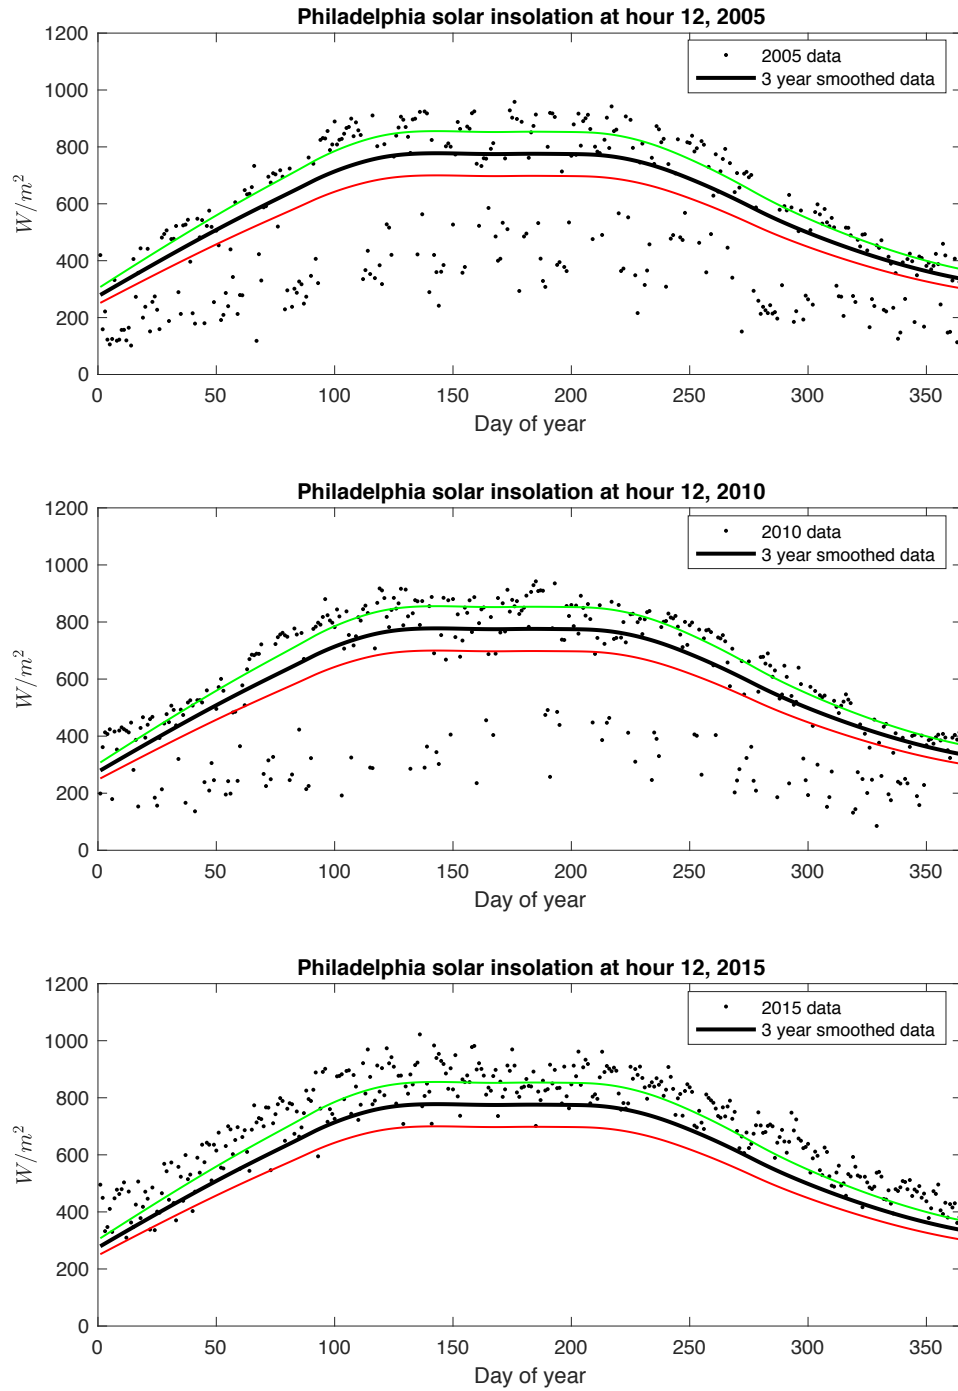 Philadelphia solar insolation at hour 12, 2005
1200
1000
800
600
400
200
0
W/m²
2005 data
3 year smoothed data
0 50 100 150 200 250 300 350
Day of year
Philadelphia solar insolation at hour 12, 2010
1200
1000
800
600
400
200
0
W/m²
2010 data
3 year smoothed data
0 50 100 150 200 250 300 350
Day of year
Philadelphia solar insolation at hour 12, 2015
1200
1000
800
600
400
200
0
W/m²
2015 data
3 year smoothed data
0 50 100 150 200 250 300 350
Day of year